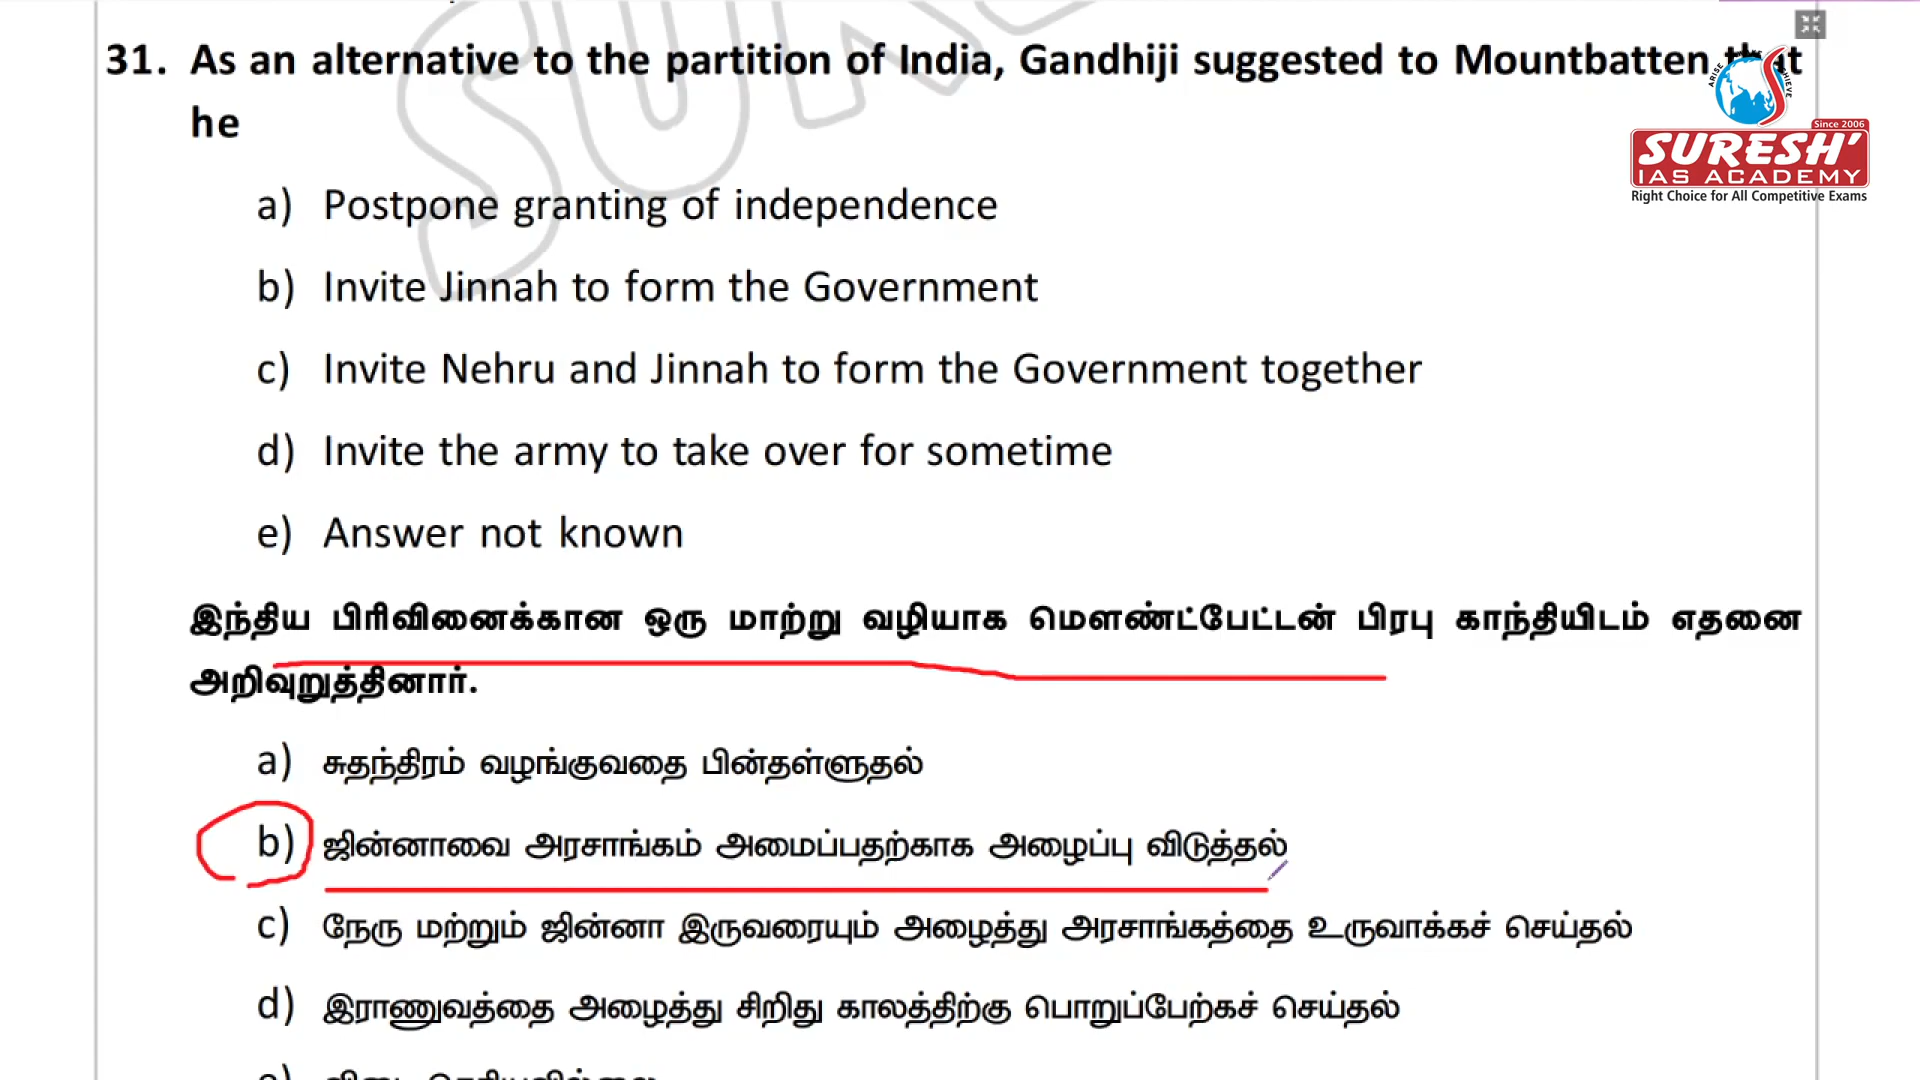 31. As an alternative to the partition of India, Gandhiji suggested to Mountbatten that
he
a) Postpone granting of independence
b) Invite Jinnah to form the Government
c) Invite Nehru and Jinnah to form the Government together
d) Invite the army to take over for sometime
e) Answer not known
இந்திய பிரிவினைக்கான ஒரு மாற்று வழியாக மௌண்ட்பேட்டன் பிரபு காந்தியிடம் எதனை
அறிவுறுத்தினார்.
a) சுதந்திரம் வழங்குவதை பின்தள்ளுதல்
b) ஜின்னாவை அரசாங்கம் அமைப்பதற்காக அழைப்பு விடுத்தல்
c) நேரு மற்றும் ஜின்னா இருவரையும் அழைத்து அரசாங்கத்தை உருவாக்கச் செய்தல்
d) இராணுவத்தை அழைத்து சிறிது காலத்திற்கு பொறுப்பேற்கச் செய்தல்
Since 2006
SURESH'
IAS ACADEMY
Right Choice for All Competitive Exams